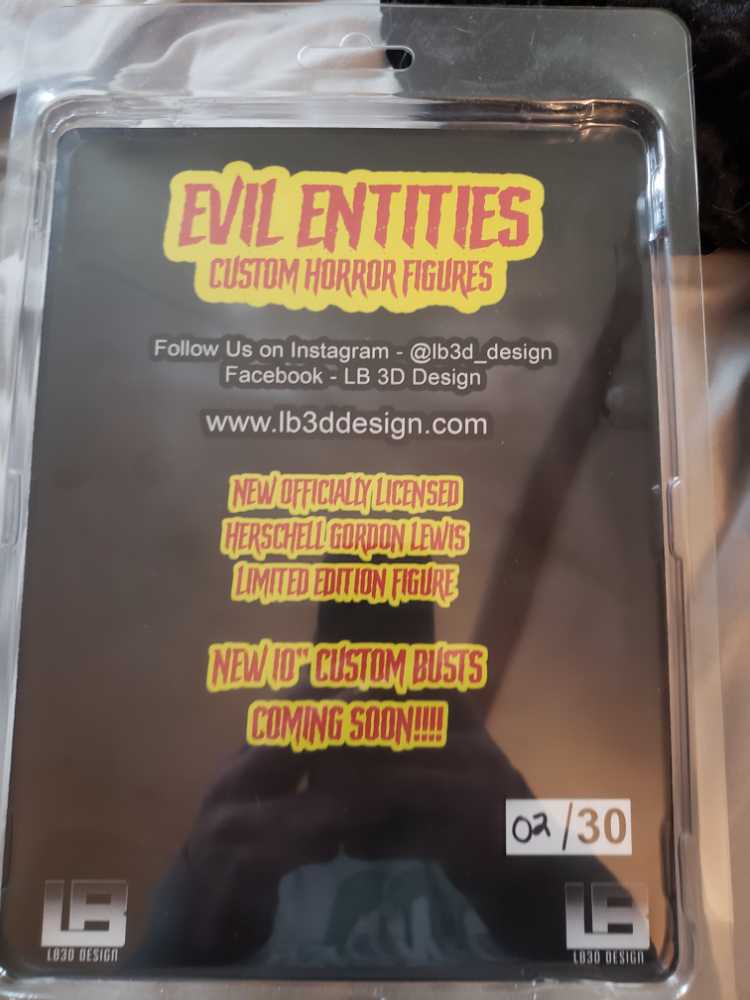 EVIL ENTITIES
CUSTOM HORROR FIGURES
Follow Us on Instagram - @lb3d_design
Facebook - LB 3D Design
www.lb3ddesign.com
NEW OFFICIALLY LICENSED
HERSCHELL GORDON LEWIS
LIMITED EDITION FIGURE
NEW 10" CUSTOM BUSTS
COMING SOON!!!!
02/30
LB
LB3D DESIGN
LB
LB3D DESIGN